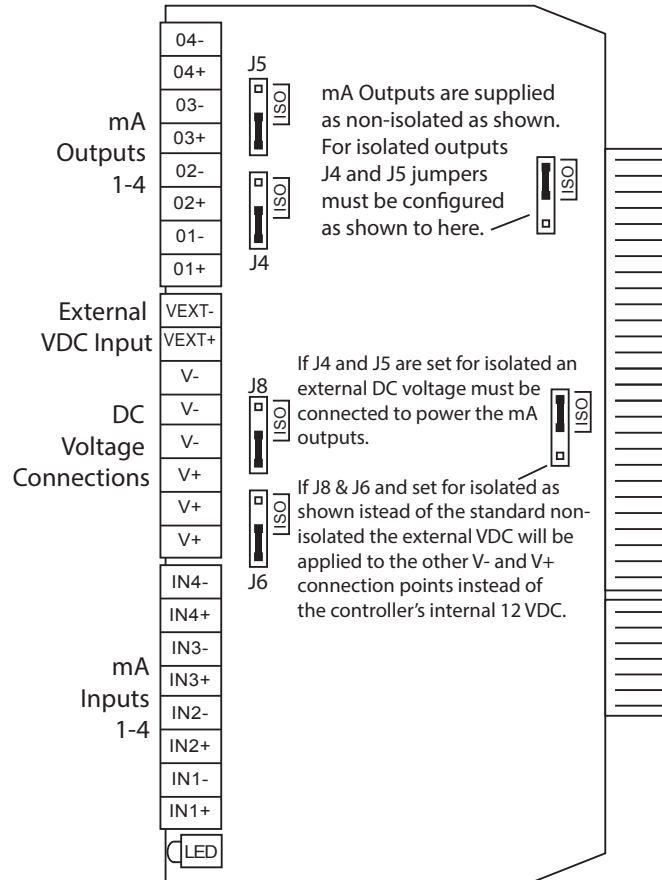 04-
04+
03-
03+
02-
02+
01-
01+
mA
Outputs
1-4
J5
ISO
ISO
J4
mA Outputs are supplied
as non-isolated as shown.
For isolated outputs
J4 and J5 jumpers
must be configured
as shown to here.
ISO
External
VDC Input
VEXT-
VEXT+
V-
V-
V-
V+
V+
V+
DC
Voltage
Connections
J8
ISO
ISO
J6
If J4 and J5 are set for isolated an
external DC voltage must be
connected to power the mA
outputs.
ISO
If J8 & J6 and set for isolated as
shown istead of the standard non-
isolated the external VDC will be
applied to the other V- and V+
connection points instead of
the controller's internal 12 VDC.
mA
Inputs
1-4
IN4-
IN4+
IN3-
IN3+
IN2-
IN2+
IN1-
IN1+
LED